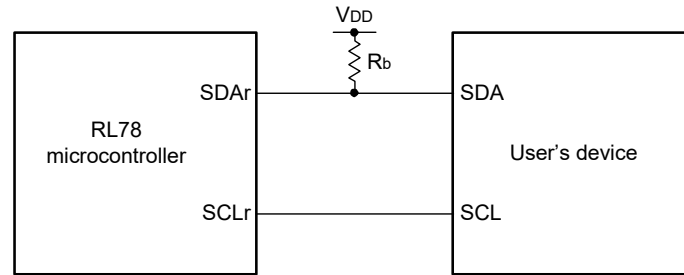 VDD
Rb
SDAr
SDA
RL78
microcontroller
User's device
SCLr
SCL